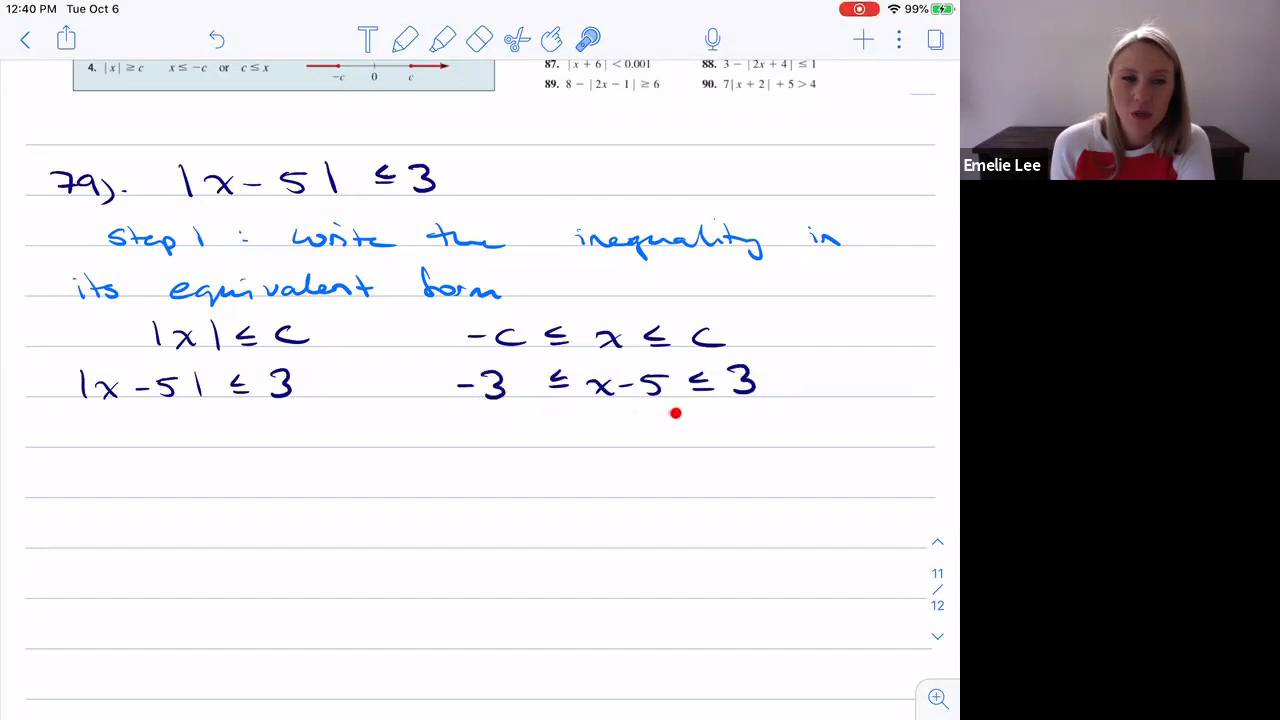 12:40 PM Tue Oct 6
99%
4. |x| ≥ c x ≤ −c or c ≤ x
−c 0 c
87. |x + 6| < 0.001 88. 3 − |2x + 4| ≤ 1
89. 8 − |2x − 1| ≥ 6 90. 7|x + 2| + 5 > 4
Emelie Lee
79). |x - 5| ≤ 3
Step 1 : write the inequality in
its equivalent form
|x| ≤ c -c ≤ x ≤ c
|x - 5| ≤ 3 -3 ≤ x - 5 ≤ 3
11
/
12